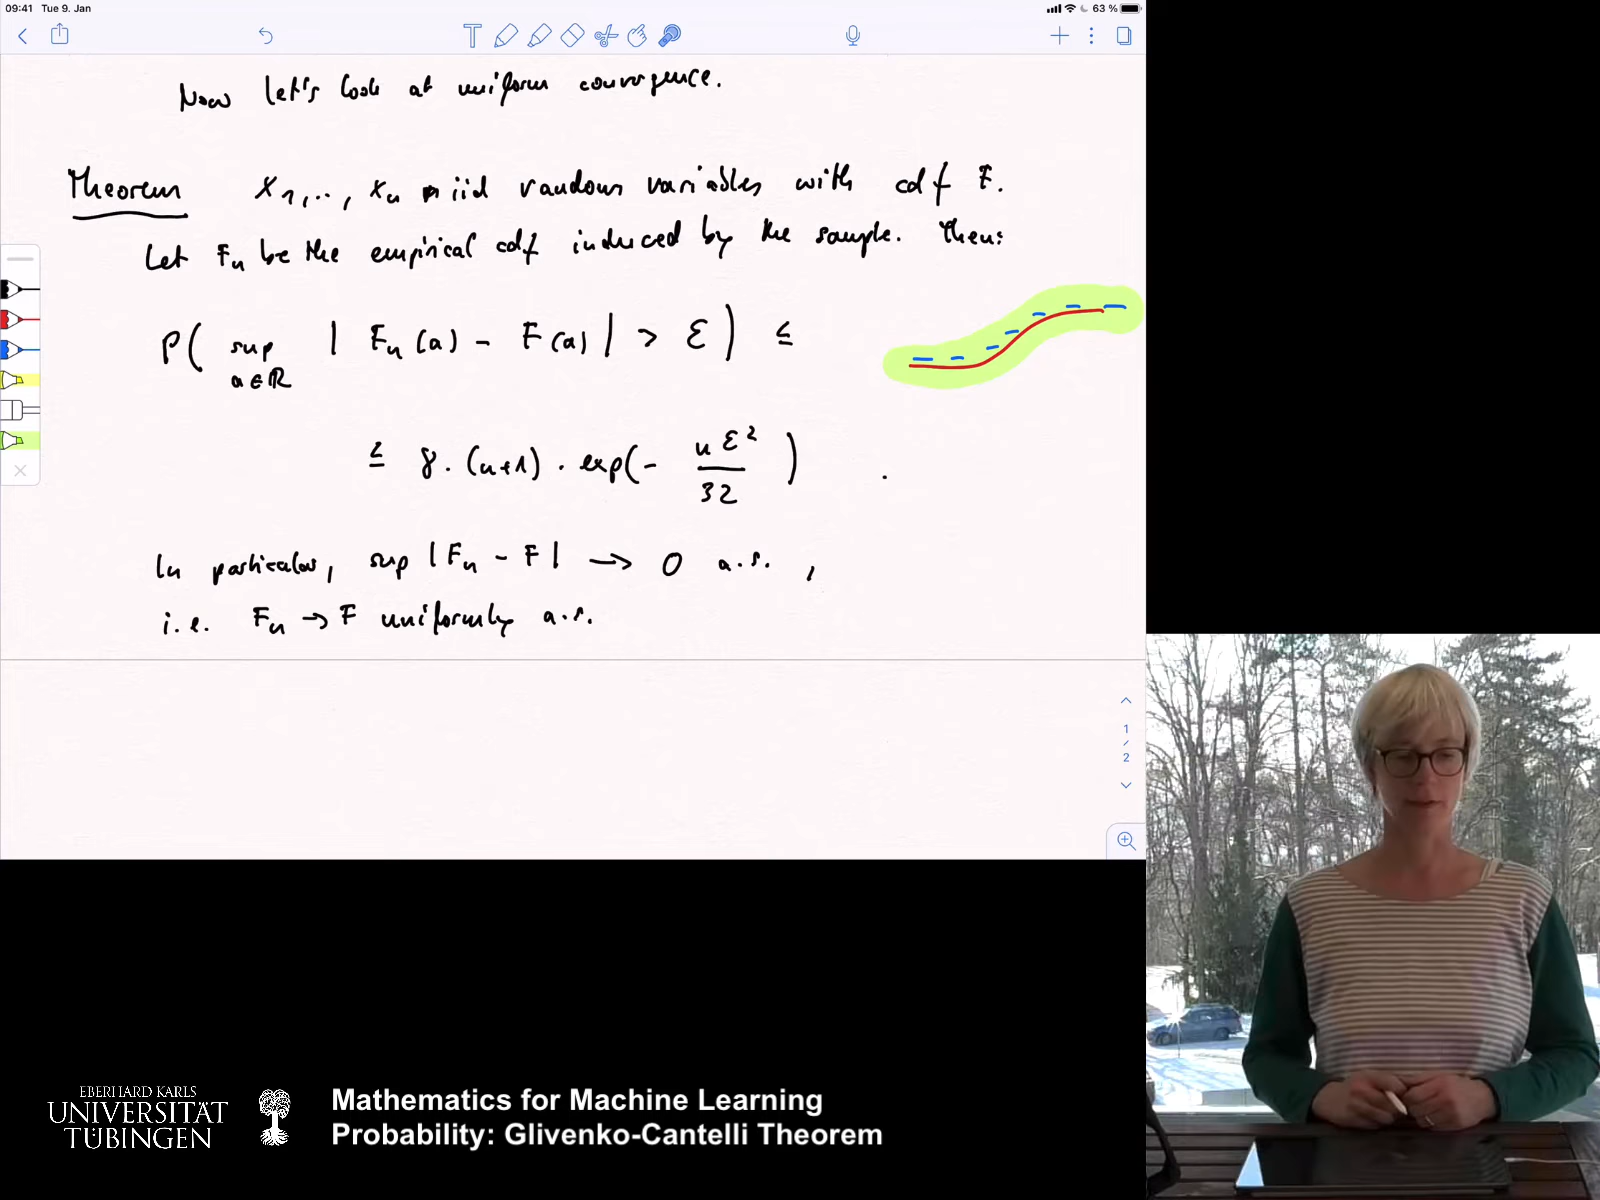 09:41 Tue 9. Jan
63 %
Now let's look at uniform convergence.
Theorem X₁,.., Xₙ iid random variables with cdf F.
Let Fₙ be the empirical cdf induced by the sample. Then:
P( sup | Fₙ(a) - F(a) | > ε ) ≤
a∈ℝ
≤ 8 · (n+1) · exp(- nε² / 32 ) .
In particular, sup |Fₙ - F| → 0 a.s. ,
i.e. Fₙ → F uniformly a.s.
1
/
2
EBERHARD KARLS
UNIVERSITÄT
TÜBINGEN
Mathematics for Machine Learning
Probability: Glivenko-Cantelli Theorem